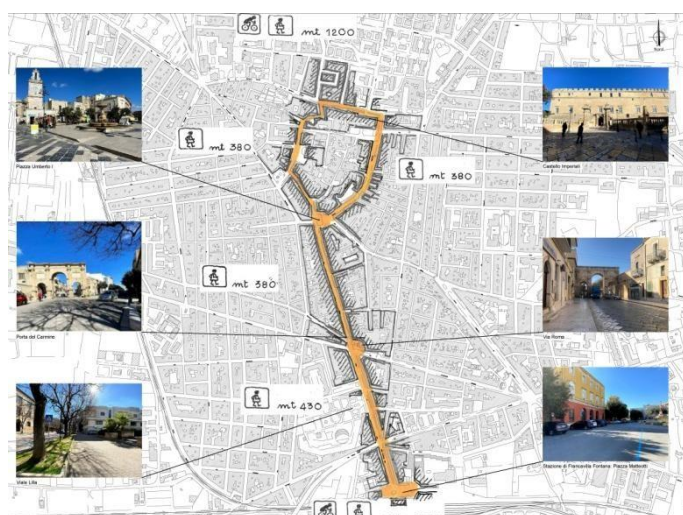 mt 1200
Piazza Umberto I
Castello Imperiali
mt 380
mt 380
Porta del Carmine
mt 380
Via Roma
mt 430
Viale Lilla
Stazione di Francavilla Fontana. Piazza Matteotti